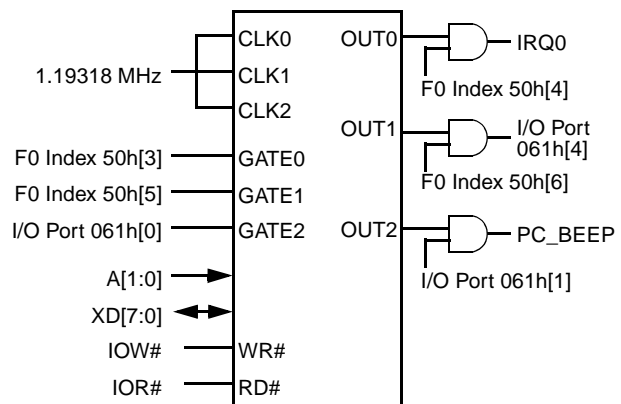 CLK0 OUT0 IRQ0
1.19318 MHz CLK1
F0 Index 50h[4]
CLK2
OUT1 I/O Port
061h[4]
F0 Index 50h[3] GATE0
F0 Index 50h[6]
F0 Index 50h[5] GATE1
I/O Port 061h[0] GATE2 OUT2 PC_BEEP
A[1:0] I/O Port 061h[1]
XD[7:0]
IOW# WR#
IOR# RD#